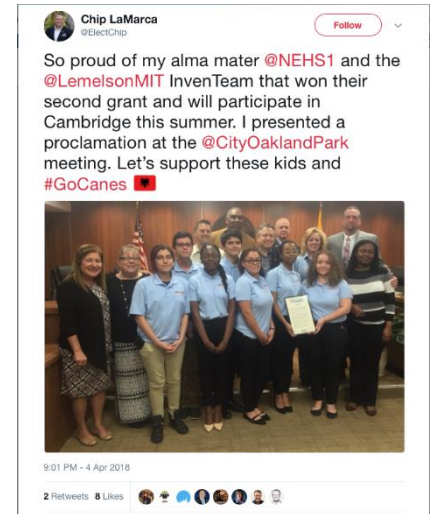 Chip LaMarca
@ElectChip
Follow
So proud of my alma mater @NEHS1 and the
@LemelsonMIT InvenTeam that won their
second grant and will participate in
Cambridge this summer. I presented a
proclamation at the @CityOaklandPark
meeting. Let's support these kids and
#GoCanes
9:01 PM - 4 Apr 2018
2 Retweets 8 Likes